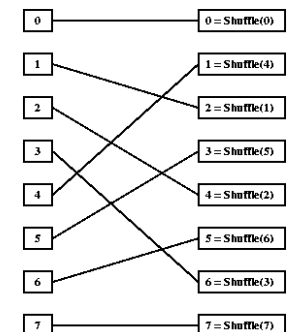 0 0 = Shuffle(0)
1 1 = Shuffle(4)
2 2 = Shuffle(1)
3 3 = Shuffle(5)
4 4 = Shuffle(2)
5 5 = Shuffle(6)
6 6 = Shuffle(3)
7 7 = Shuffle(7)